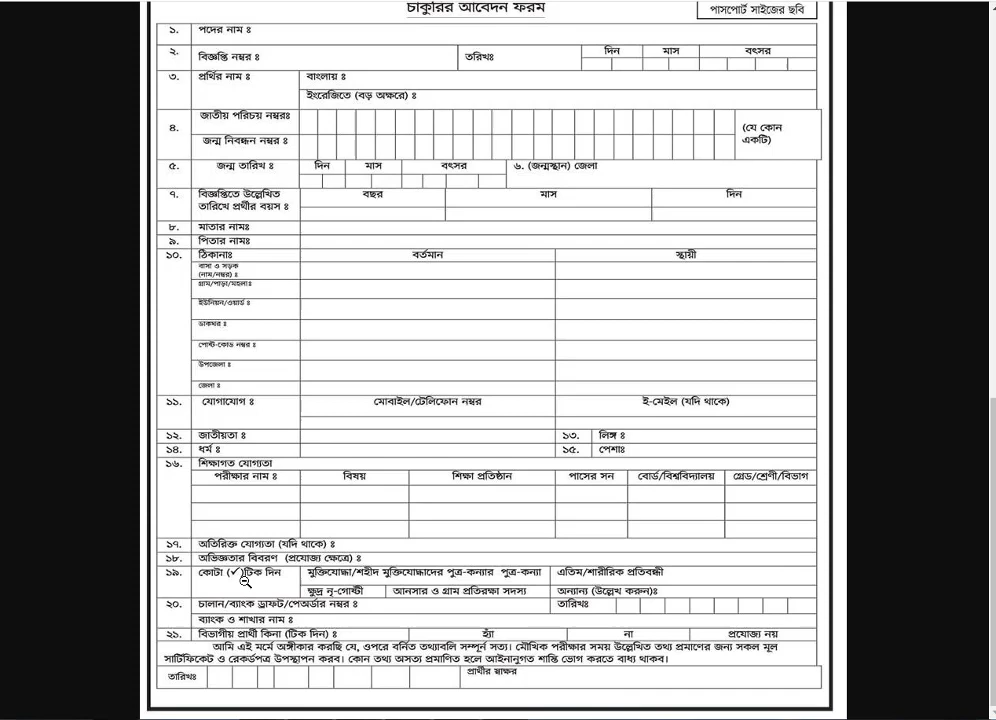 চাকুরির আবেদন ফরম
পাসপোর্ট সাইজের ছবি
১. পদের নাম ঃ
২. বিজ্ঞপ্তি নম্বর ঃ তারিখঃ দিন মাস বৎসর
৩. প্রর্থির নাম ঃ বাংলায় ঃ
ইংরেজিতে (বড় অক্ষরে) ঃ
৪. জাতীয় পরিচয় নম্বরঃ (যে কোন
জন্ম নিবন্ধন নম্বর ঃ একটি)
৫. জন্ম তারিখ ঃ দিন মাস বৎসর ৬. (জন্মস্থান) জেলা
৭. বিজ্ঞপ্তিতে উল্লেখিত বছর মাস দিন
তারিখে প্রর্থীর বয়স ঃ
৮. মাতার নামঃ
৯. পিতার নামঃ
১০. ঠিকানাঃ বর্তমান স্থায়ী
বাসা ও সড়ক
(নাম/নম্বর) ঃ
গ্রাম/পাড়া/মহলাঃ
ইউনিয়ন/ওয়ার্ড ঃ
ডাকঘর ঃ
পোস্ট-কোড নম্বর ঃ
উপজেলা ঃ
জেলা ঃ
১১. যোগাযোগ ঃ মোবাইল/টেলিফোন নম্বর ই-মেইল (যদি থাকে)
১২. জাতীয়তা ঃ ১৩. লিঙ্গ ঃ
১৪. ধর্ম ঃ ১৫. পেশাঃ
১৬. শিক্ষাগত যোগ্যতা
পরীক্ষার নাম ঃ বিষয় শিক্ষা প্রতিষ্ঠান পাসের সন বোর্ড/বিশ্ববিদ্যালয় গ্রেড/শ্রেণী/বিভাগ
১৭. অতিরিক্ত যোগ্যতা (যদি থাকে) ঃ
১৮. অভিজ্ঞতার বিবরণ (প্রযোজ্য ক্ষেত্রে) ঃ
১৯. কোটা (✓)টিক দিন মুক্তিযোদ্ধা/শহীদ মুক্তিযোদ্ধাদের পুত্র-কন্যার পুত্র-কন্যা এতিম/শারীরিক প্রতিবন্ধী
ক্ষুদ্র নৃ-গোষ্টী আনসার ও গ্রাম প্রতিরক্ষা সদস্য অন্যান্য (উল্লেখ করুন)ঃ
২০. চালান/ব্যাংক ড্রাফট/পেঅর্ডার নম্বর ঃ তারিখঃ
ব্যাংক ও শাখার নাম ঃ
২১. বিভাগীয় প্রার্থী কিনা (টিক দিন) ঃ হ্যাঁ না প্রযোজ্য নয়
আমি এই মর্মে অঙ্গীকার করছি যে, ওপরে বর্নিত তথ্যবলি সম্পূর্ন সত্য। মৌখিক পরীক্ষার সময় উল্লেখিত তথ্য প্রমাণের জন্য সকল মূল
সার্টিফিকেট ও রেকর্ডপত্র উপস্থাপন করব। কোন তথ্য অসত্য প্রমাণিত হলে আইনানুগত শাস্তি ভোগ করতে বাধ্য থাকব।
তারিখঃ প্রার্থীর স্বাক্ষর